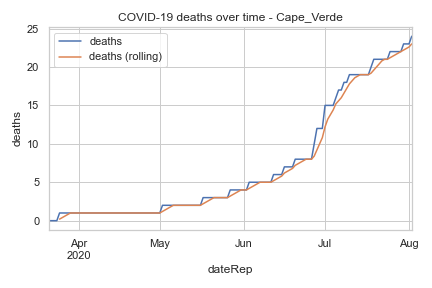 COVID-19 deaths over time - Cape_Verde
deaths
deaths (rolling)
25
20
15
10
5
0
deaths
Apr May Jun Jul Aug
2020
dateRep